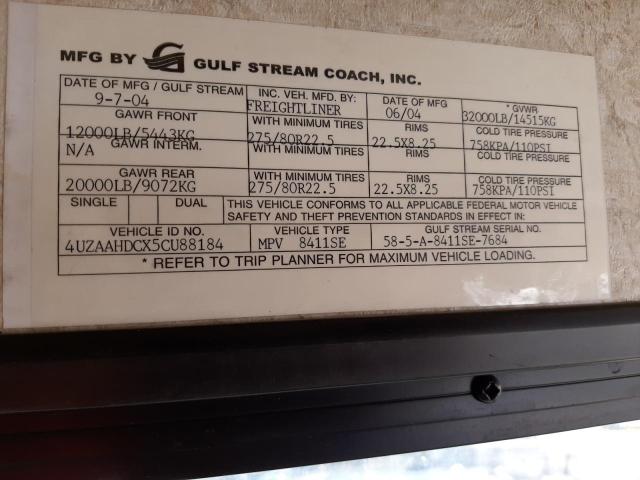 MFG BY GULF STREAM COACH, INC.
DATE OF MFG / GULF STREAM INC. VEH. MFD. BY: DATE OF MFG *GVWR
9-7-04 FREIGHTLINER 06/04 32000LB/14515KG
GAWR FRONT WITH MINIMUM TIRES RIMS COLD TIRE PRESSURE
12000LB/5443KG 275/80R22.5 22.5X8.25 758KPA/110PSI
N/A GAWR INTERM. WITH MINIMUM TIRES RIMS COLD TIRE PRESSURE
GAWR REAR WITH MINIMUM TIRES RIMS COLD TIRE PRESSURE
20000LB/9072KG 275/80R22.5 22.5X8.25 758KPA/110PSI
SINGLE DUAL THIS VEHICLE CONFORMS TO ALL APPLICABLE FEDERAL MOTOR VEHICLE
SAFETY AND THEFT PREVENTION STANDARDS IN EFFECT IN:
VEHICLE ID NO. VEHICLE TYPE GULF STREAM SERIAL NO.
4UZAAHDCX5CU88184 MPV 8411SE 58-5-A-8411SE-7684
* REFER TO TRIP PLANNER FOR MAXIMUM VEHICLE LOADING.